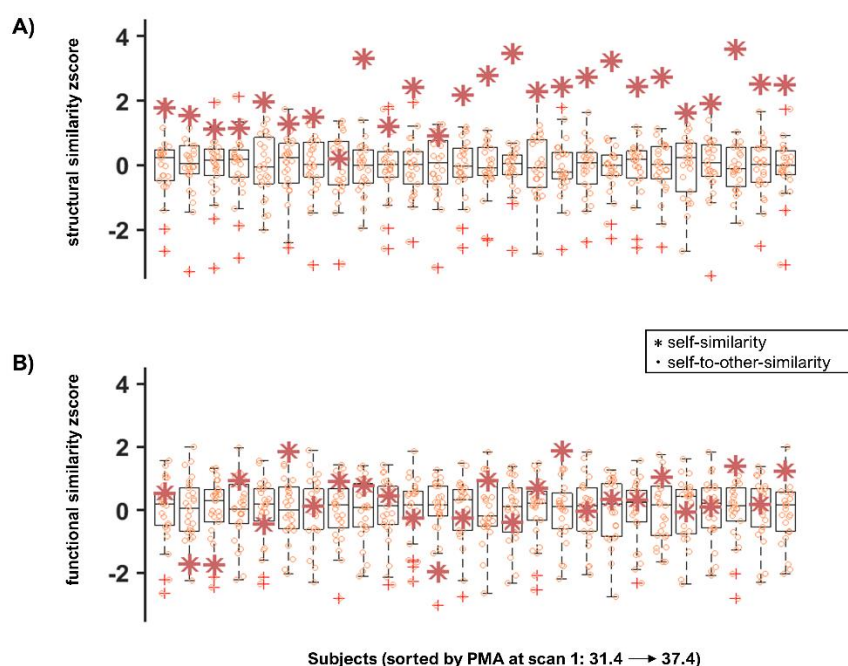 A)
structural similarity zscore
4
2
0
-2
* self-similarity
• self-to-other-similarity
B)
functional similarity zscore
4
2
0
-2
Subjects (sorted by PMA at scan 1: 31.4 → 37.4)